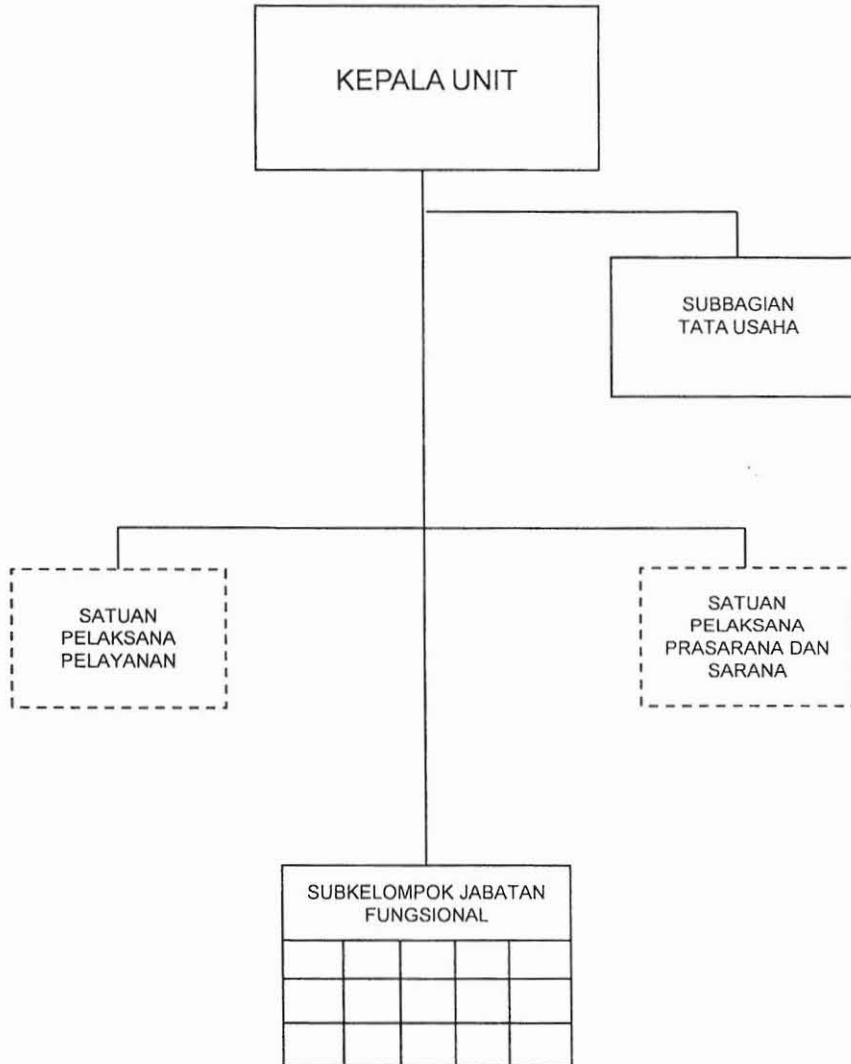 KEPALA UNIT
SUBBAGIAN
TATA USAHA
SATUAN
PELAKSANA
PELAYANAN
SATUAN
PELAKSANA
PRASARANA DAN
SARANA
SUBKELOMPOK JABATAN
FUNGSIONAL